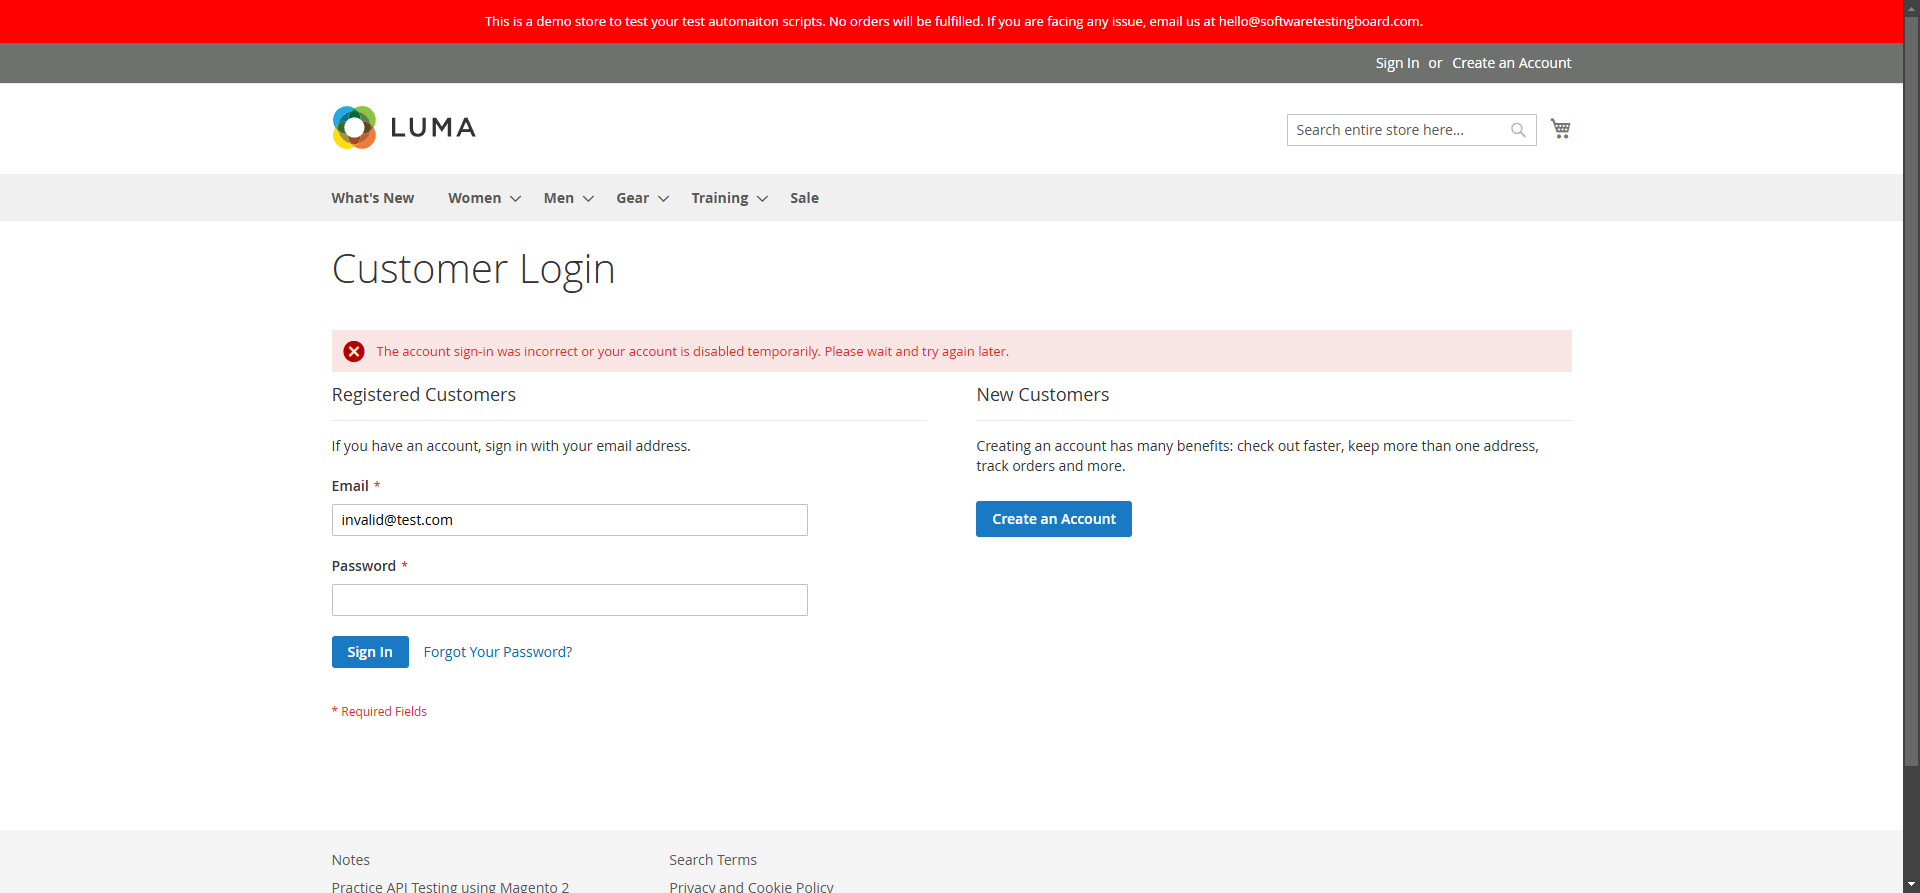 This is a demo store to test your test automaiton scripts. No orders will be fulfilled. If you are facing any issue, email us at hello@softwaretestingboard.com.
Sign In or Create an Account
LUMA
Search entire store here...
What's New Women Men Gear Training Sale
Customer Login
The account sign-in was incorrect or your account is disabled temporarily. Please wait and try again later.
Registered Customers
If you have an account, sign in with your email address.
Email *
invalid@test.com
Password *
Sign In Forgot Your Password?
* Required Fields
New Customers
Creating an account has many benefits: check out faster, keep more than one address,
track orders and more.
Create an Account
Notes
Practice API Testing using Magento 2
Search Terms
Privacy and Cookie Policy